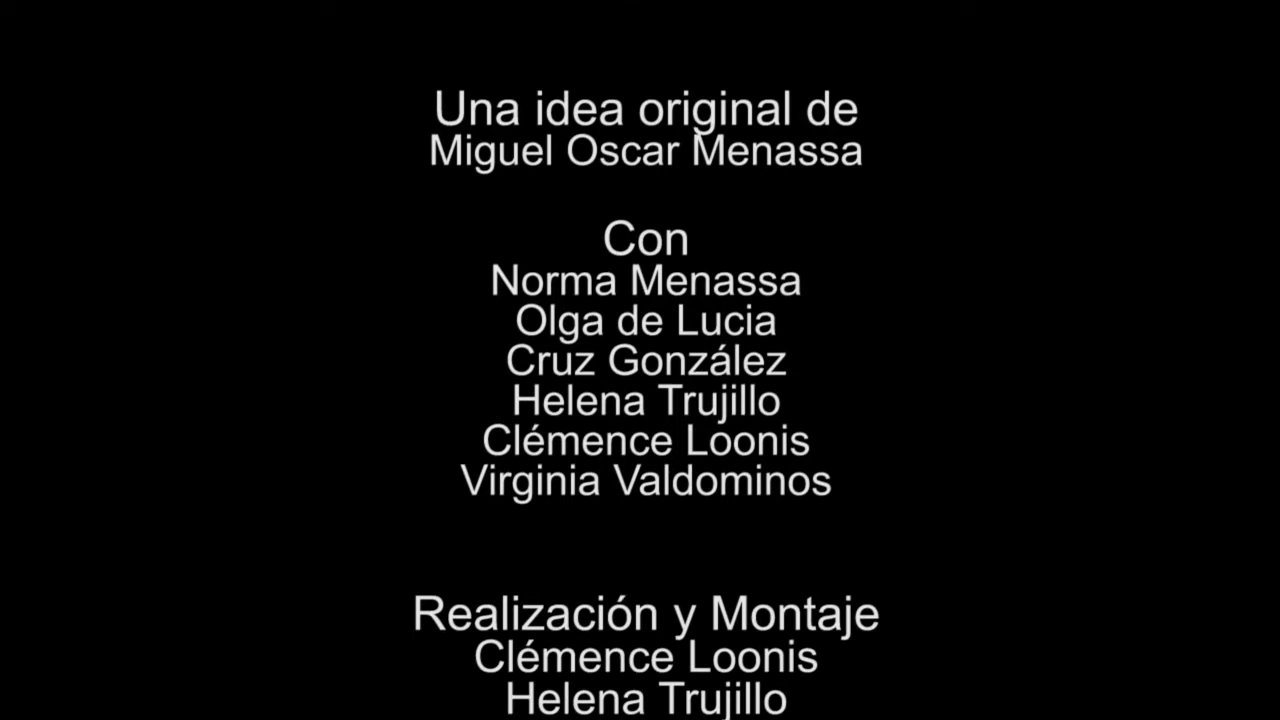 Una idea original de
Miguel Oscar Menassa
Con
Norma Menassa
Olga de Lucia
Cruz González
Helena Trujillo
Clémence Loonis
Virginia Valdominos
Realización y Montaje
Clémence Loonis
Helena Trujillo